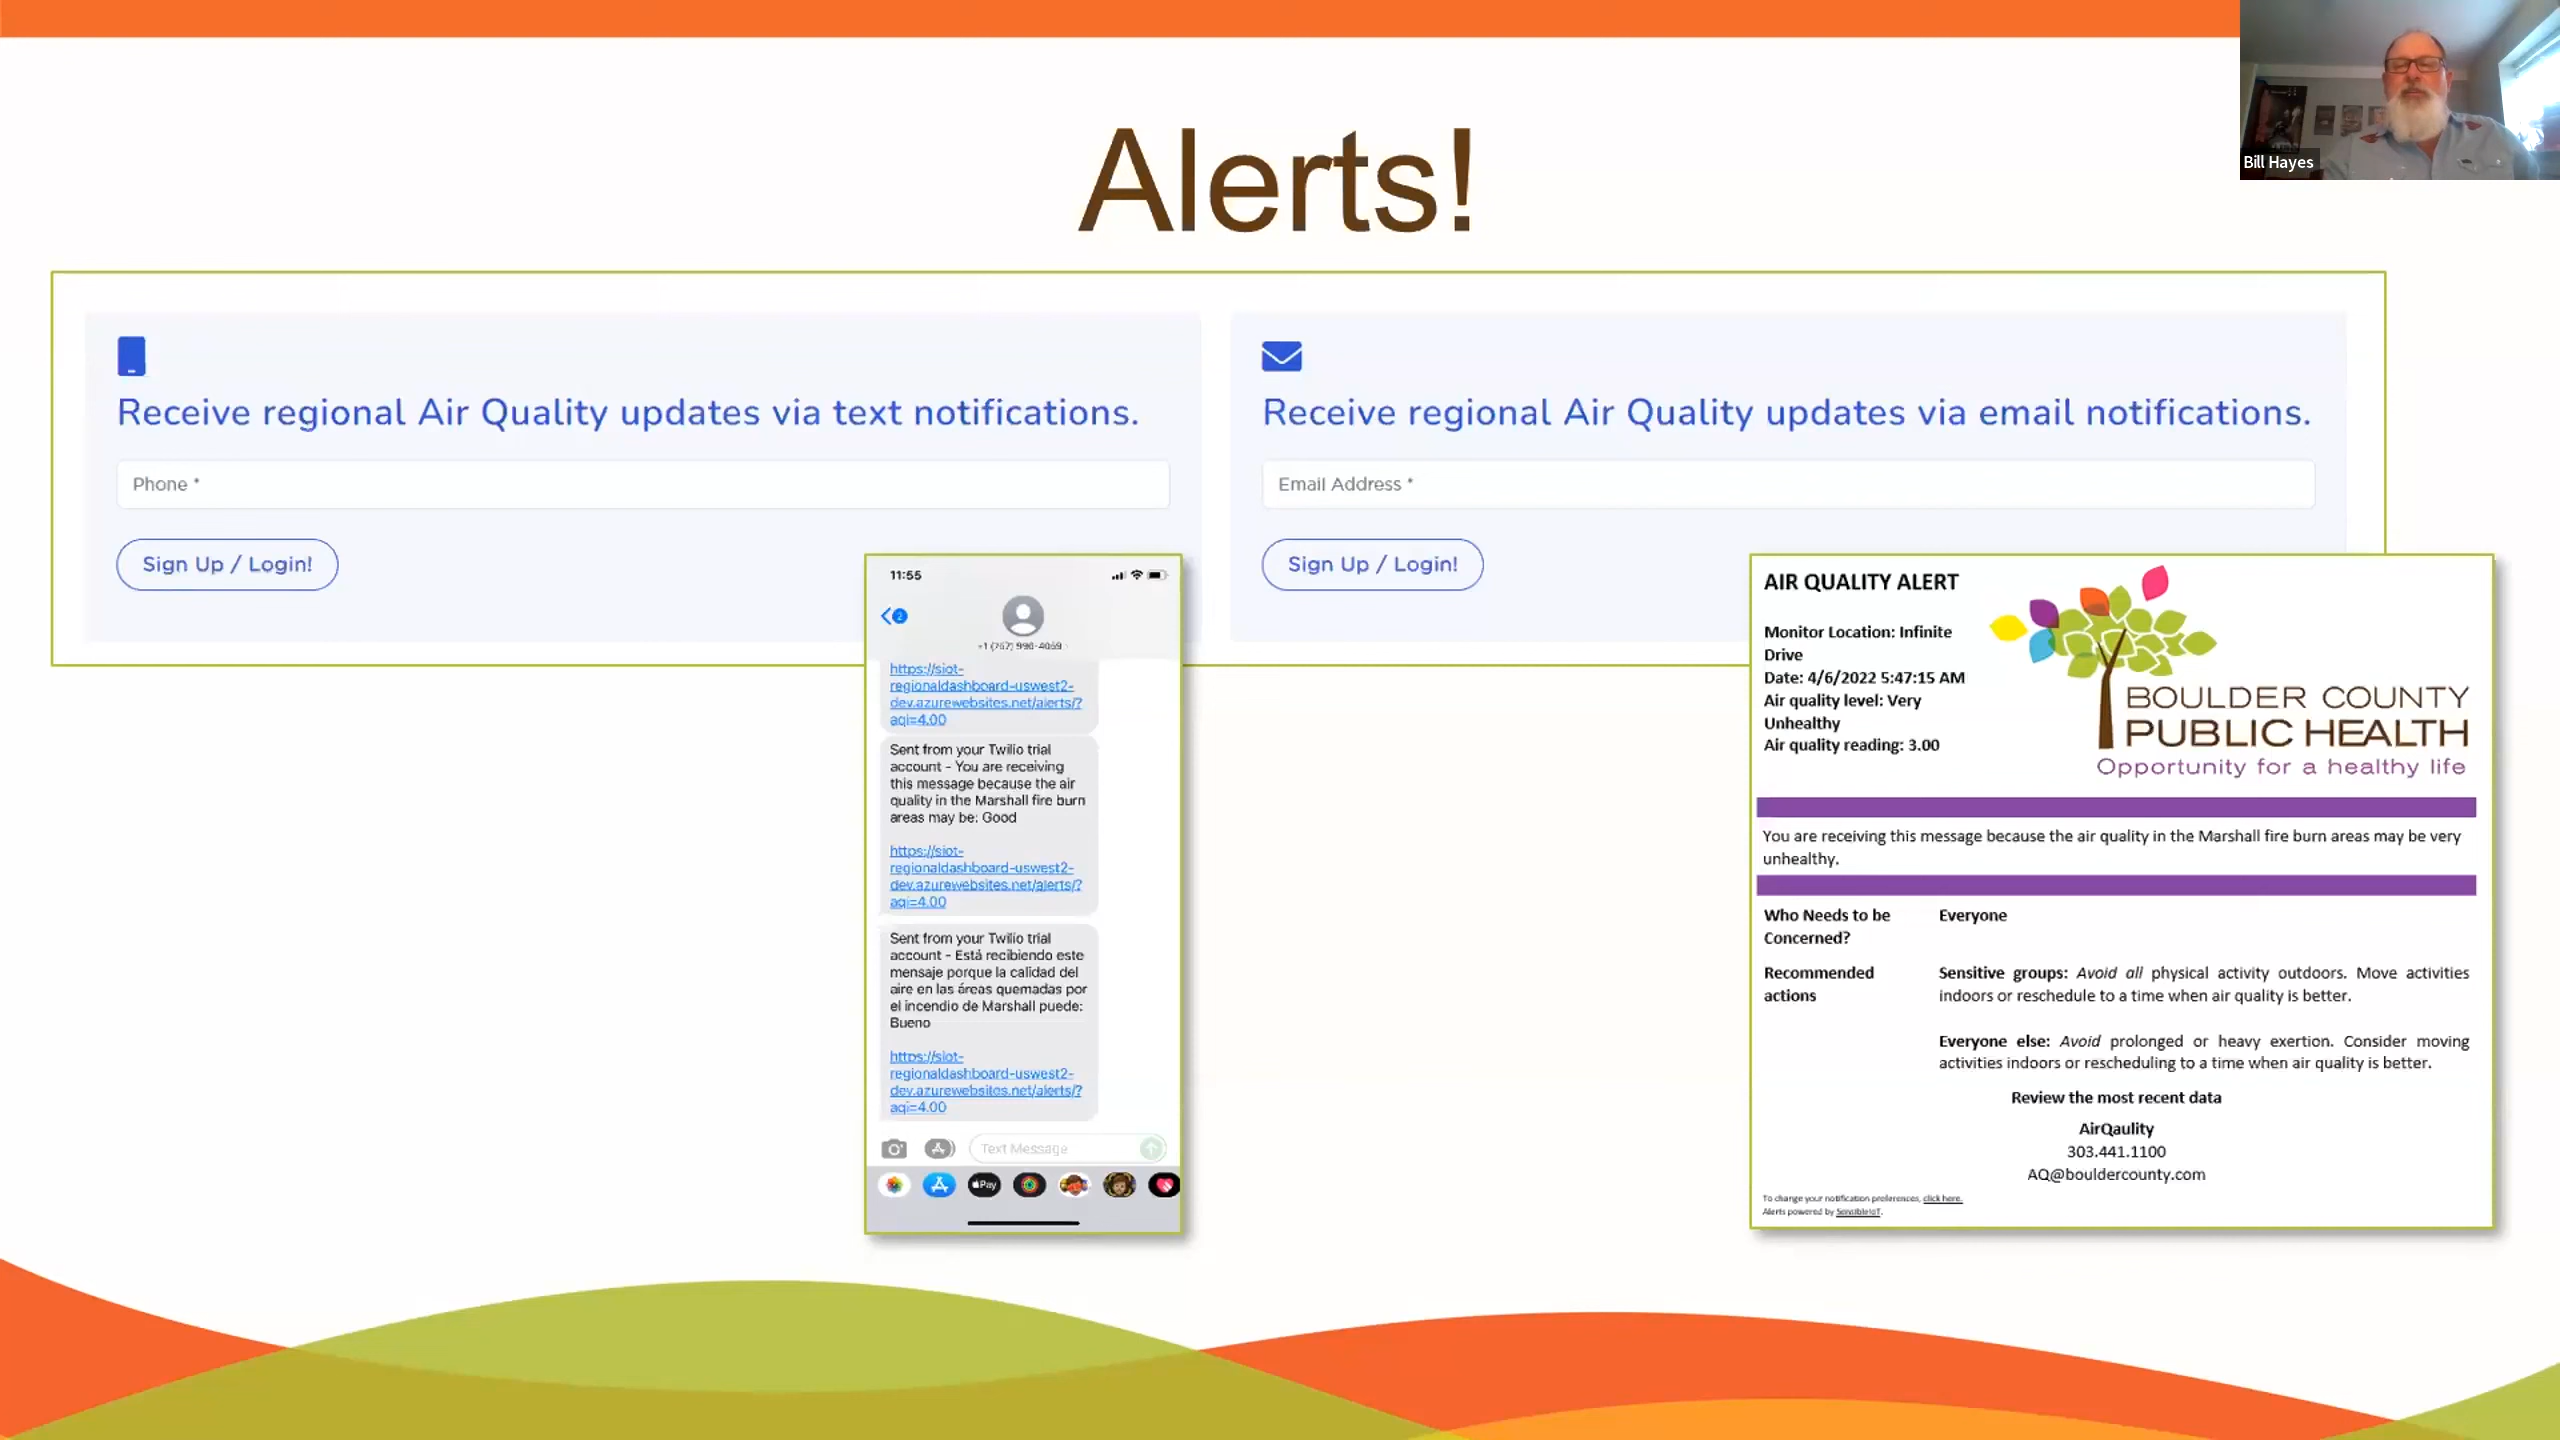 Bill Hayes
Alerts!
Receive regional Air Quality updates via text notifications.
Phone *
Sign Up / Login!
Receive regional Air Quality updates via email notifications.
Email Address *
Sign Up / Login!
11:55
2
https://siot-
regionaldashboard-uswest2-
dev.azurewebsites.net/alerts/?
aqi=4.00
Sent from your Twilio trial
account - You are receiving
this message because the air
quality in the Marshall fire burn
areas may be: Good
https://siot-
regionaldashboard-uswest2-
dev.azurewebsites.net/alerts/?
aqi=4.00
Sent from your Twilio trial
account - Está recibiendo este
mensaje porque la calidad del
aire en las áreas quemadas por
el incendio de Marshall puede:
Bueno
https://siot-
regionaldashboard-uswest2-
dev.azurewebsites.net/alerts/?
aqi=4.00
Text Message
Pay
AIR QUALITY ALERT
Monitor Location: Infinite
Drive
Date: 4/6/2022 5:47:15 AM
Air quality level: Very
Unhealthy
Air quality reading: 3.00
BOULDER COUNTY
PUBLIC HEALTH
Opportunity for a healthy life
You are receiving this message because the air quality in the Marshall fire burn areas may be very
unhealthy.
Who Needs to be
Concerned?
Everyone
Recommended
actions
Sensitive groups: Avoid all physical activity outdoors. Move activities
indoors or reschedule to a time when air quality is better.
Everyone else: Avoid prolonged or heavy exertion. Consider moving
activities indoors or rescheduling to a time when air quality is better.
Review the most recent data
AirQaulity
303.441.1100
AQ@bouldercounty.com
To change your notification preferences, click here.
Alerts powered by SensibleIoT.